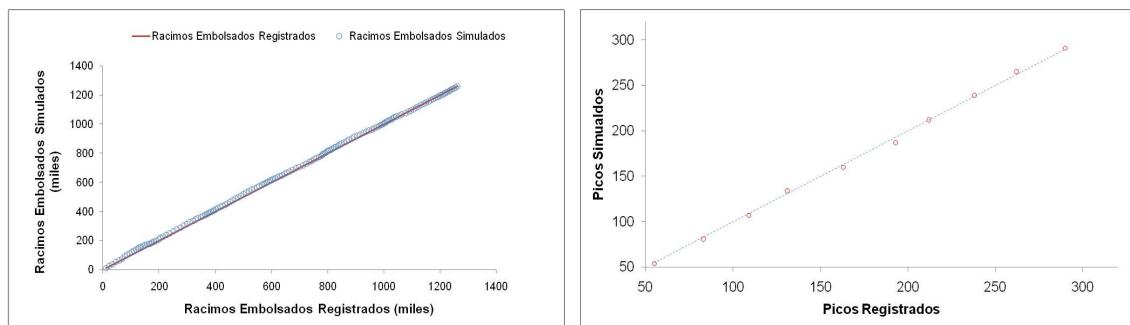 Racimos Embolsados Registrados
Racimos Embolsados Simulados
1400
1200
1000
800
600
400
200
0
0 200 400 600 800 1000 1200 1400
Racimos Embolsados Simulados
(miles)
Racimos Embolsados Registrados (miles)
300
250
200
150
100
50
50 100 150 200 250 300
Picos Simualdos
Picos Registrados